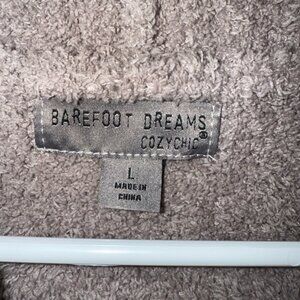 BAREFOOT DREAMS®
COZYCHIC
L
MADE IN
CHINA